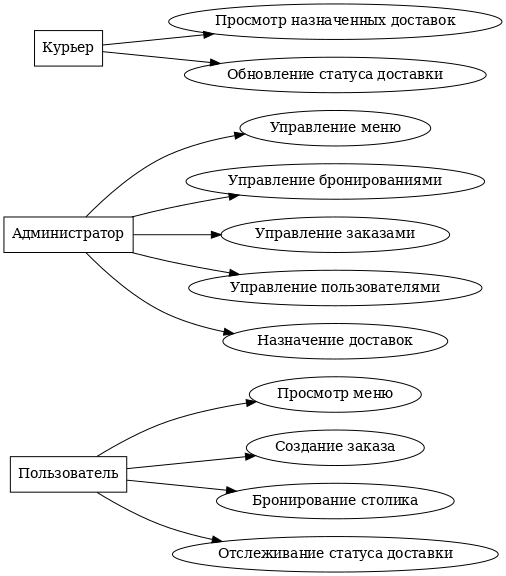 Просмотр назначенных доставок
Курьер
Обновление статуса доставки
Управление меню
Управление бронированиями
Администратор
Управление заказами
Управление пользователями
Назначение доставок
Просмотр меню
Создание заказа
Пользователь
Бронирование столика
Отслеживание статуса доставки